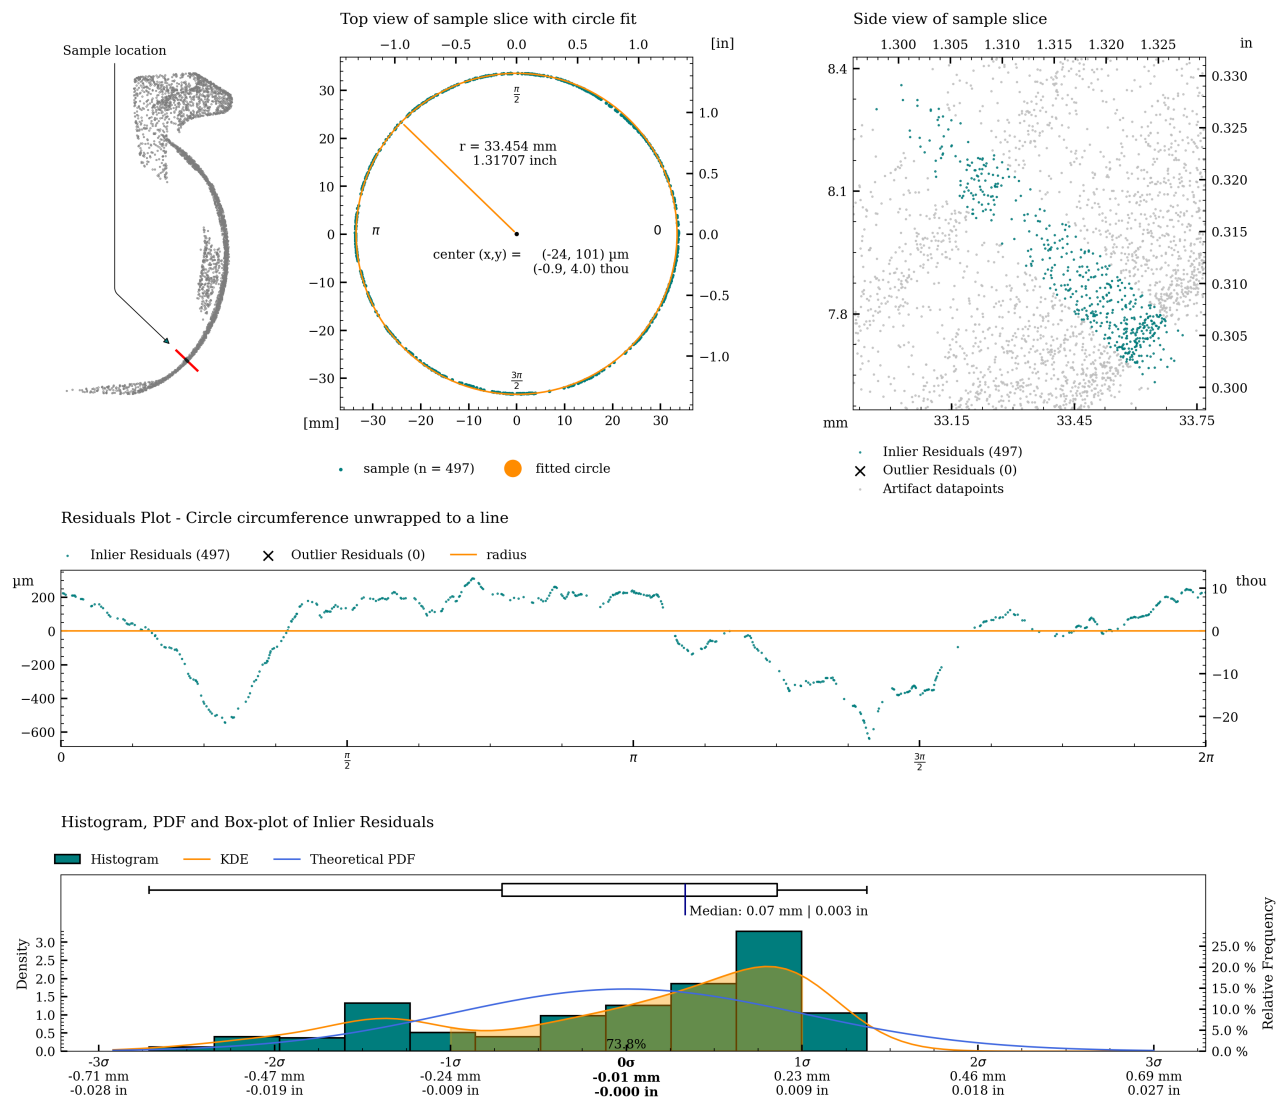 Top view of sample slice with circle fit
Side view of sample slice
Sample location
−1.0 −0.5 0.0 0.5 1.0 [in]
1.300 1.305 1.310 1.315 1.320 1.325 in
30
20
10
0
−10
−20
−30
π/2
r = 33.454 mm
1.31707 inch
π
0
center (x,y) = (-24, 101) µm
(-0.9, 4.0) thou
3π/2
1.0
0.5
0.0
−0.5
−1.0
[mm] −30 −20 −10 0 10 20 30
8.4
8.1
7.8
0.330
0.325
0.320
0.315
0.310
0.305
0.300
mm 33.15 33.45 33.75
sample (n = 497) fitted circle
Inlier Residuals (497)
Outlier Residuals (0)
Artifact datapoints
Residuals Plot - Circle circumference unwrapped to a line
Inlier Residuals (497) Outlier Residuals (0) radius
µm
200
0
−200
−400
−600
thou
10
0
−10
−20
0 π/2 π 3π/2 2π
Histogram, PDF and Box-plot of Inlier Residuals
Histogram KDE Theoretical PDF
Median: 0.07 mm | 0.003 in
Density
3.0
2.5
2.0
1.5
1.0
0.5
0.0
Relative Frequency
25.0 %
20.0 %
15.0 %
10.0 %
5.0 %
0.0 %
73.8%
-3σ -2σ -1σ 0σ 1σ 2σ 3σ
-0.71 mm -0.47 mm -0.24 mm -0.01 mm 0.23 mm 0.46 mm 0.69 mm
-0.028 in -0.019 in -0.009 in -0.000 in 0.009 in 0.018 in 0.027 in